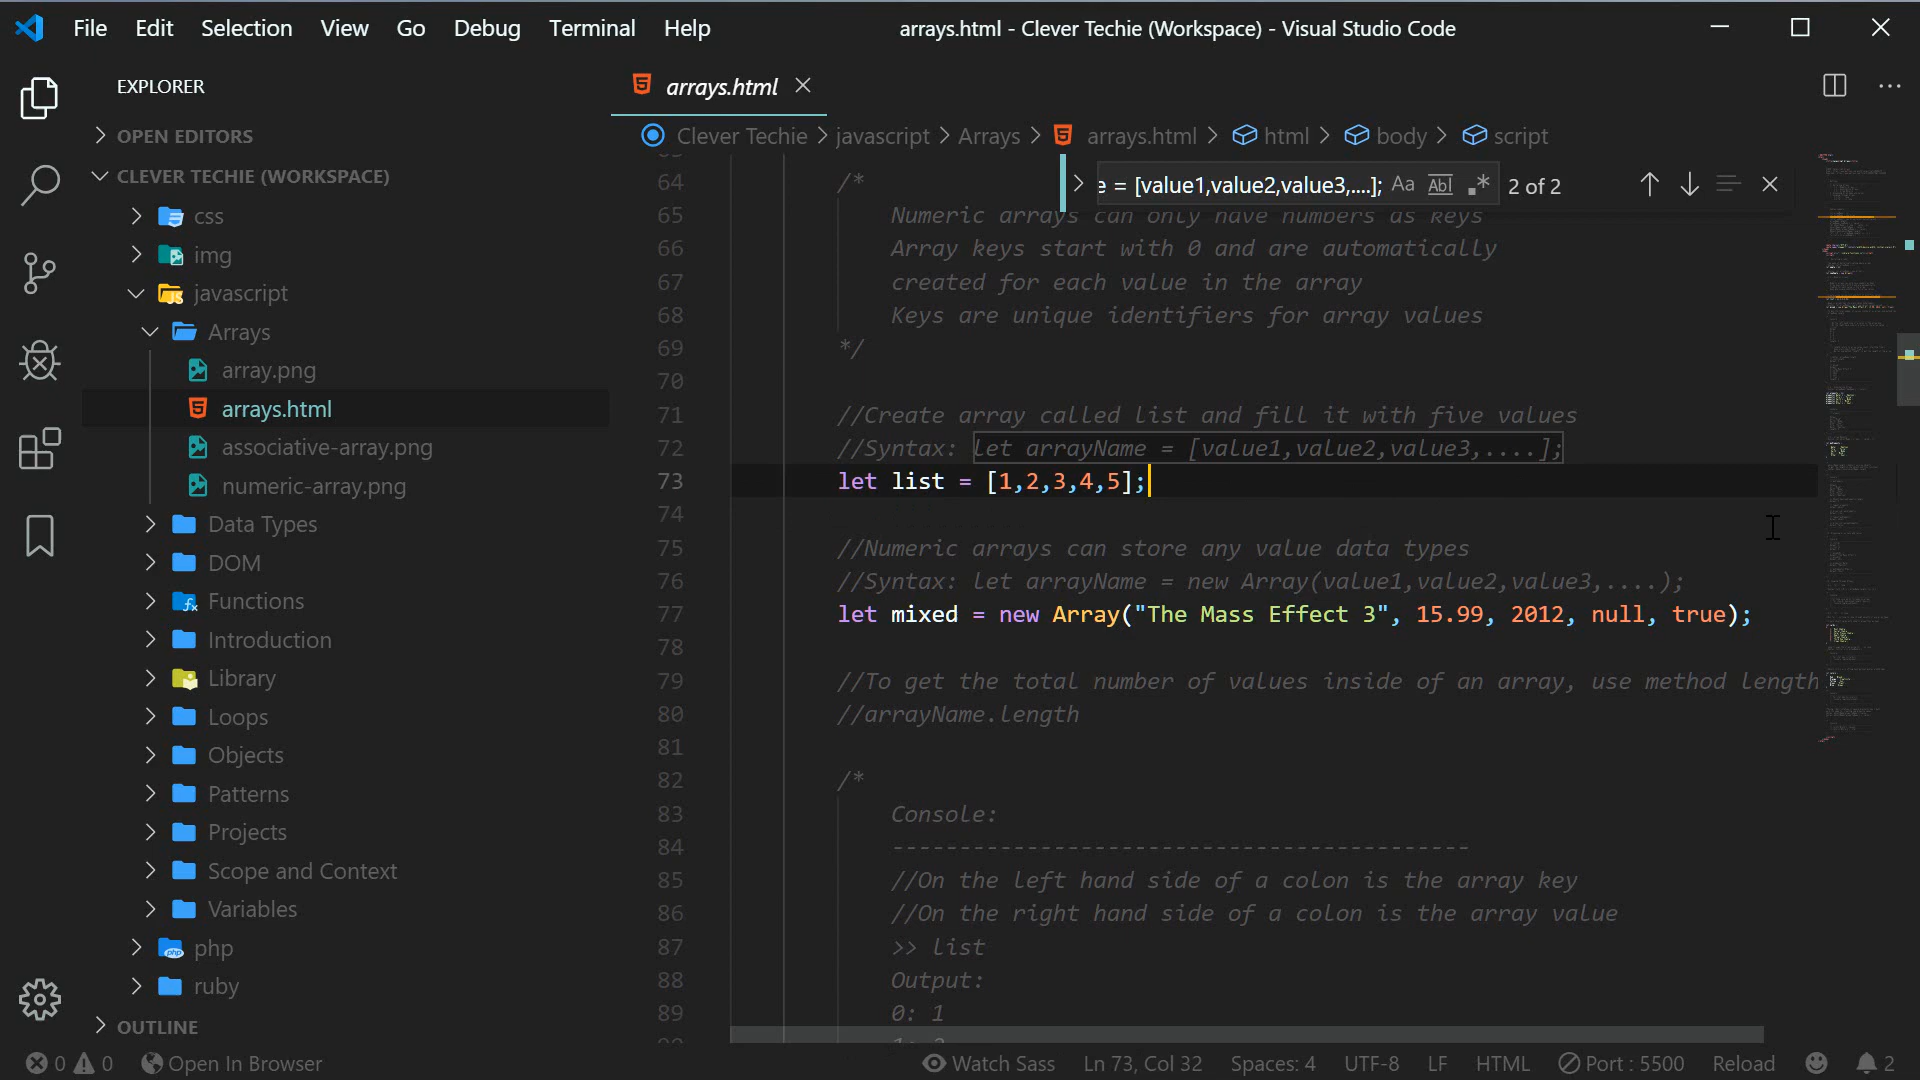 File Edit Selection View Go Debug Terminal Help
arrays.html - Clever Techie (Workspace) - Visual Studio Code
EXPLORER
OPEN EDITORS
CLEVER TECHIE (WORKSPACE)
css
img
javascript
Arrays
array.png
arrays.html
associative-array.png
numeric-array.png
Data Types
DOM
Functions
Introduction
Library
Loops
Objects
Patterns
Projects
Scope and Context
Variables
php
ruby
OUTLINE
arrays.html
Clever Techie > javascript > Arrays > arrays.html > html > body > script
= [value1,value2,value3,....]; Aa Abl .* 2 of 2
64 /*
65 Numeric arrays can only have numbers as keys
66 Array keys start with 0 and are automatically
67 created for each value in the array
68 Keys are unique identifiers for array values
69 */
70
71 //Create array called list and fill it with five values
72 //Syntax: let arrayName = [value1,value2,value3,....];
73 let list = [1,2,3,4,5];
74
75 //Numeric arrays can store any value data types
76 //Syntax: let arrayName = new Array(value1,value2,value3,....);
77 let mixed = new Array("The Mass Effect 3", 15.99, 2012, null, true);
78
79 //To get the total number of values inside of an array, use method length
80 //arrayName.length
81
82 /*
83 Console:
84 -------------------------------------------
85 //On the left hand side of a colon is the array key
86 //On the right hand side of a colon is the array value
87 >> list
88 Output:
89 0: 1
0 0 Open In Browser Watch Sass Ln 73, Col 32 Spaces: 4 UTF-8 LF HTML Port : 5500 Reload 2